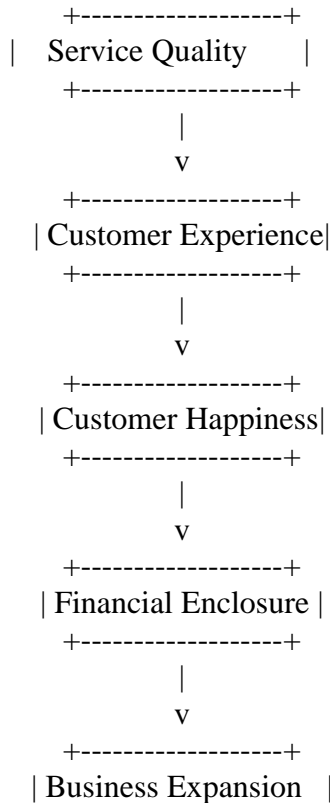 +-------------------+
| Service Quality |
+-------------------+
|
v
+-------------------+
| Customer Experience|
+-------------------+
|
v
+-------------------+
| Customer Happiness|
+-------------------+
|
v
+-------------------+
| Financial Enclosure |
+-------------------+
|
v
+-------------------+
| Business Expansion |